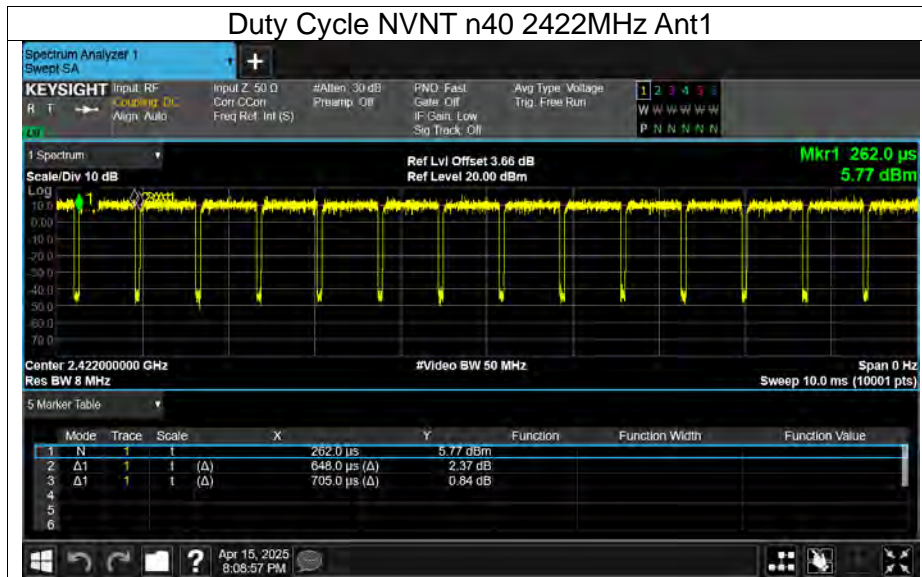 Duty Cycle NVNT n40 2422MHz Ant1
Spectrum Analyzer 1
Swept SA
+
KEYSIGHT Input: RF Input Z: 50 Ω #Atten: 30 dB PNO: Fast Avg Type: Voltage 1 2 3 4 5 6
R T Coupling: DC Corr CCorr Preamp: Off Gate: Off Trig: Free Run W W W W W W
Align: Auto Freq Ref: Int (S) IF Gain: Low
Sig Track: Off P N N N N N
1 Spectrum Ref Lvl Offset 3.66 dB Mkr1 262.0 µs
Scale/Div 10 dB Ref Level 20.00 dBm 5.77 dBm
Log
1
10.0
0.00
-10.0
-20.0
-30.0
-40.0
-50.0
-60.0
-70.0
Center 2.422000000 GHz #Video BW 50 MHz Span 0 Hz
Res BW 8 MHz Sweep 10.0 ms (10001 pts)
5 Marker Table
Mode Trace Scale X Y Function Function Width Function Value
1 N 1 t 262.0 µs 5.77 dBm
2 Δ1 1 t (Δ) 648.0 µs (Δ) 2.37 dB
3 Δ1 1 t (Δ) 705.0 µs (Δ) 0.84 dB
4
5
6
? Apr 15, 2025
8:08:57 PM